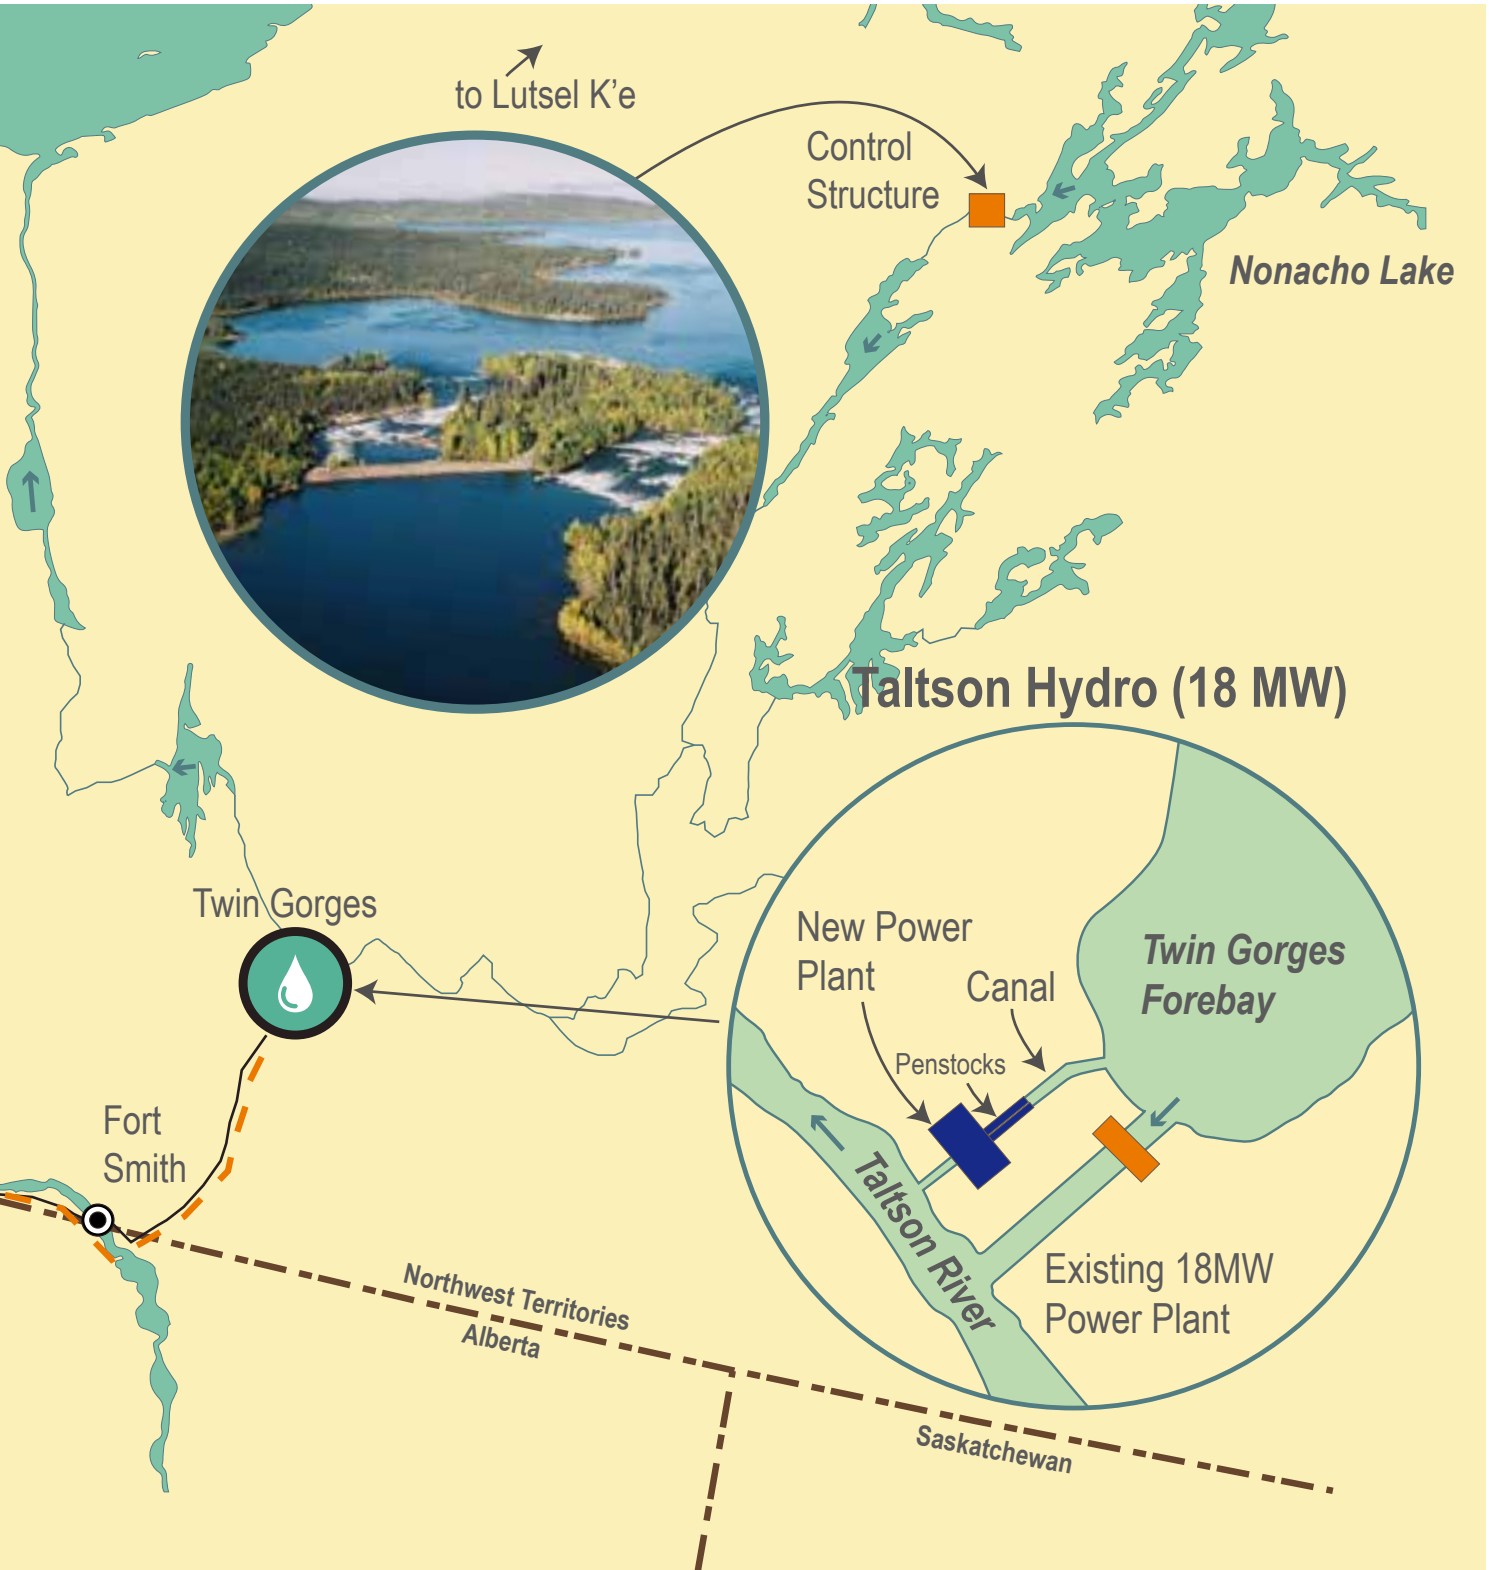 to Lutsel K’e
Control
Structure
Nonacho Lake
Taltson Hydro (18 MW)
Twin Gorges
New Power
Plant
Canal
Twin Gorges
Forebay
Penstocks
Fort
Smith
Taltson River
Existing 18MW
Power Plant
Northwest Territories
Alberta
Saskatchewan